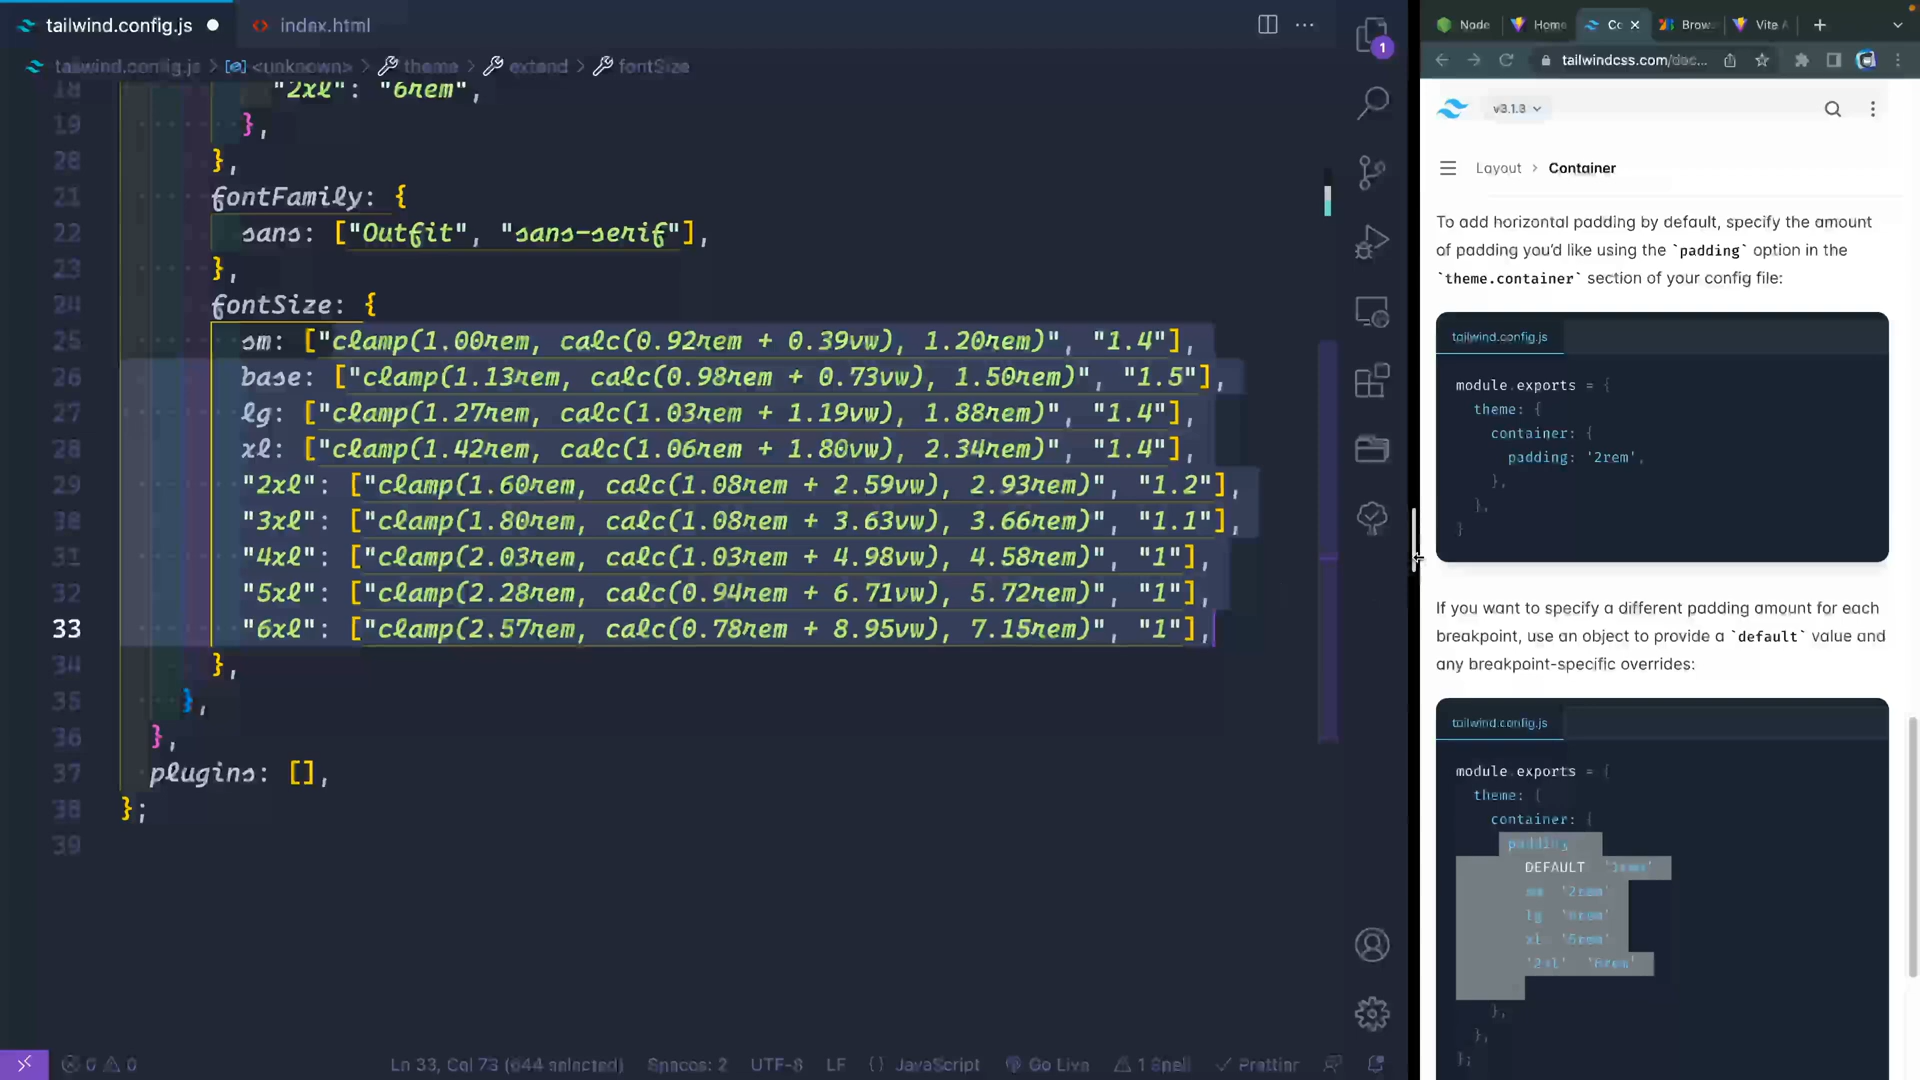 tailwind.config.js
index.html
tailwind.config.js > <unknown> > theme > extend > fontSize
18 "2xl": "6rem",
19 },
20 },
21 fontFamily: {
22 sans: ["Outfit", "sans-serif"],
23 },
24 fontSize: {
25 sm: ["clamp(1.00rem, calc(0.92rem + 0.39vw), 1.20rem)", "1.4"],
26 base: ["clamp(1.13rem, calc(0.98rem + 0.73vw), 1.50rem)", "1.5"],
27 lg: ["clamp(1.27rem, calc(1.03rem + 1.19vw), 1.88rem)", "1.4"],
28 xl: ["clamp(1.42rem, calc(1.06rem + 1.80vw), 2.34rem)", "1.4"],
29 "2xl": ["clamp(1.60rem, calc(1.08rem + 2.59vw), 2.93rem)", "1.2"],
30 "3xl": ["clamp(1.80rem, calc(1.08rem + 3.63vw), 3.66rem)", "1.1"],
31 "4xl": ["clamp(2.03rem, calc(1.03rem + 4.98vw), 4.58rem)", "1"],
32 "5xl": ["clamp(2.28rem, calc(0.94rem + 6.71vw), 5.72rem)", "1"],
33 "6xl": ["clamp(2.57rem, calc(0.78rem + 8.95vw), 7.15rem)", "1"],
34 },
35 },
36 },
37 plugins: [],
38 };
39
1
0 0
Ln 33, Col 73 (644 selected)
Spaces: 2
UTF-8
LF
{} JavaScript
Go Live
1 Spell
Prettier
Node
Home
Co
Brow
Vite A
tailwindcss.com/doc...
v3.1.3
Layout > Container
To add horizontal padding by default, specify the amount
of padding you'd like using the `padding` option in the
`theme.container` section of your config file:
tailwind.config.js
module.exports = {
theme: {
container: {
padding: '2rem',
},
},
}
If you want to specify a different padding amount for each
breakpoint, use an object to provide a `default` value and
any breakpoint-specific overrides:
tailwind.config.js
module.exports = {
theme: {
container: {
padding
DEFAULT
'2rem'
lg
xl '5rem'
'2xl' '6rem'
},
},
};